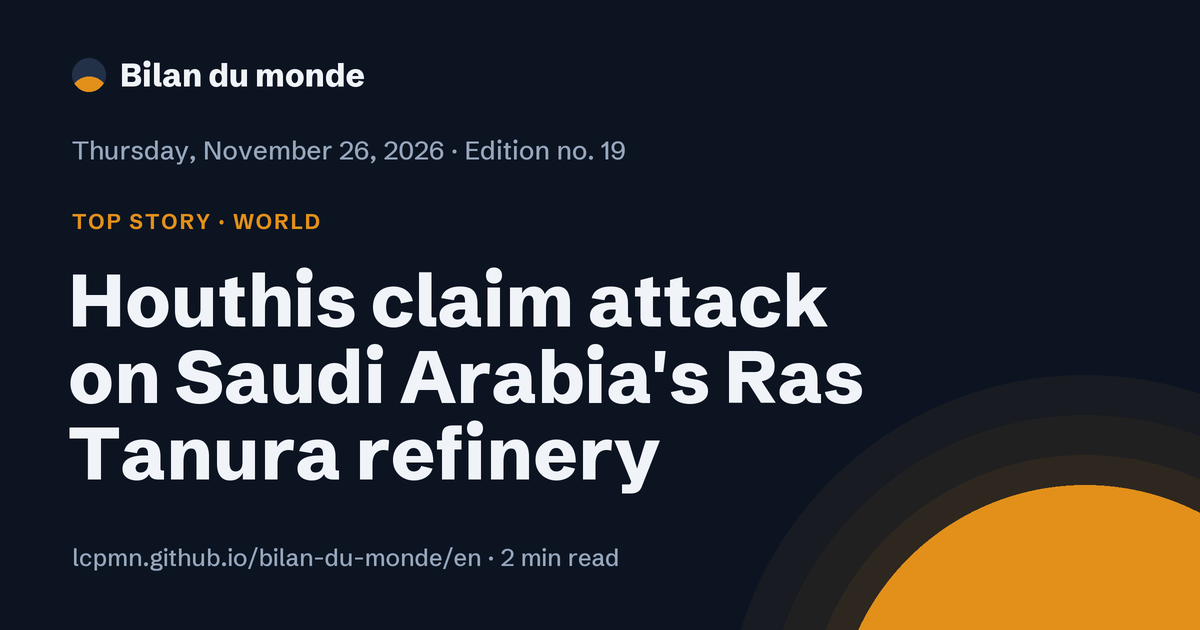 Bilan du monde
Thursday, November 26, 2026 · Edition no. 19
TOP STORY · WORLD
Houthis claim attack
on Saudi Arabia's Ras
Tanura refinery
lcpmn.github.io/bilan-du-monde/en · 2 min read